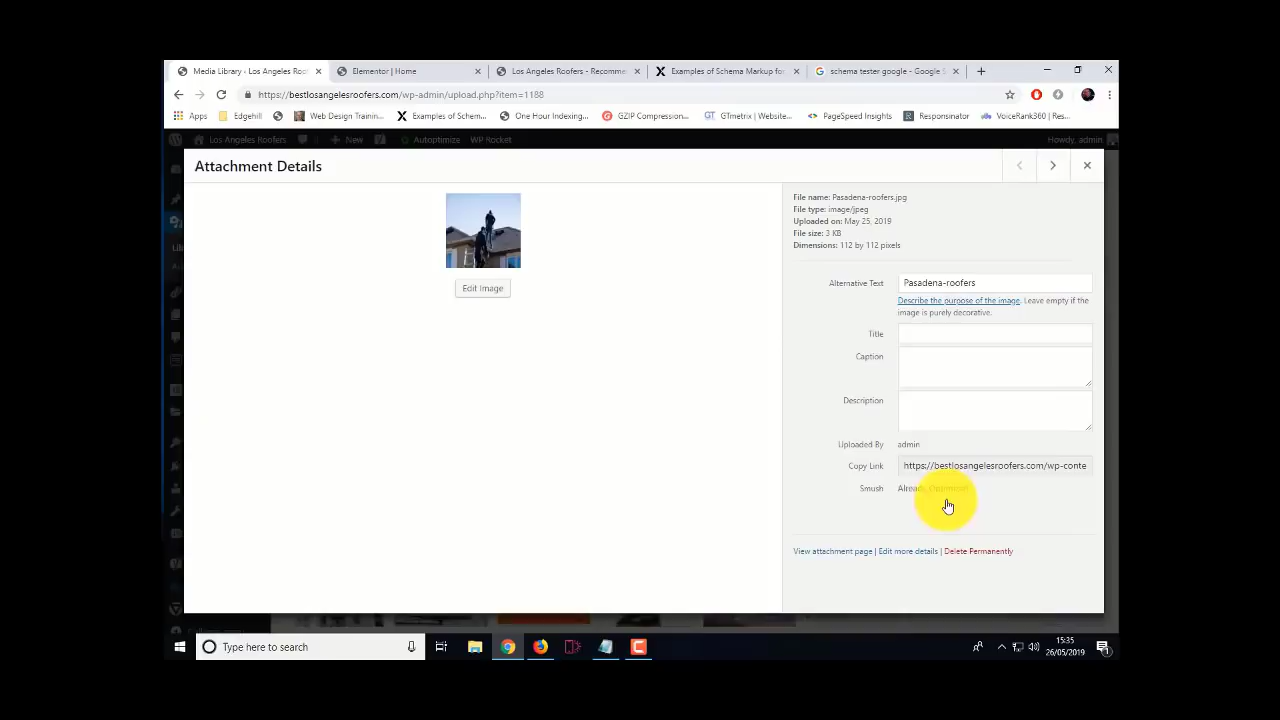 Media Library ‹ Los Angeles Roo
Elementor | Home
Los Angeles Roofers - Recomme
Examples of Schema Markup for
schema tester google - Google S
https://bestlosangelesroofers.com/wp-admin/upload.php?item=1188
Apps
Edgehill
Web Design Trainin...
Examples of Schem...
One Hour Indexing...
GZIP Compression...
GTmetrix | Website...
PageSpeed Insights
Responsinator
VoiceRank360 | Res...
Los Angeles Roofers
New
Autoptimize
WP Rocket
Howdy, admin
Attachment Details
File name: Pasadena-roofers.jpg
File type: image/jpeg
Uploaded on: May 25, 2019
File size: 3 KB
Dimensions: 112 by 112 pixels
Edit Image
Alternative Text
Pasadena-roofers
Describe the purpose of the image. Leave empty if the
image is purely decorative.
Title
Caption
Description
Uploaded By
admin
Copy Link
https://bestlosangelesroofers.com/wp-conte
Smush
Already Optimized
View attachment page | Edit more details | Delete Permanently
Type here to search
15:35
26/05/2019